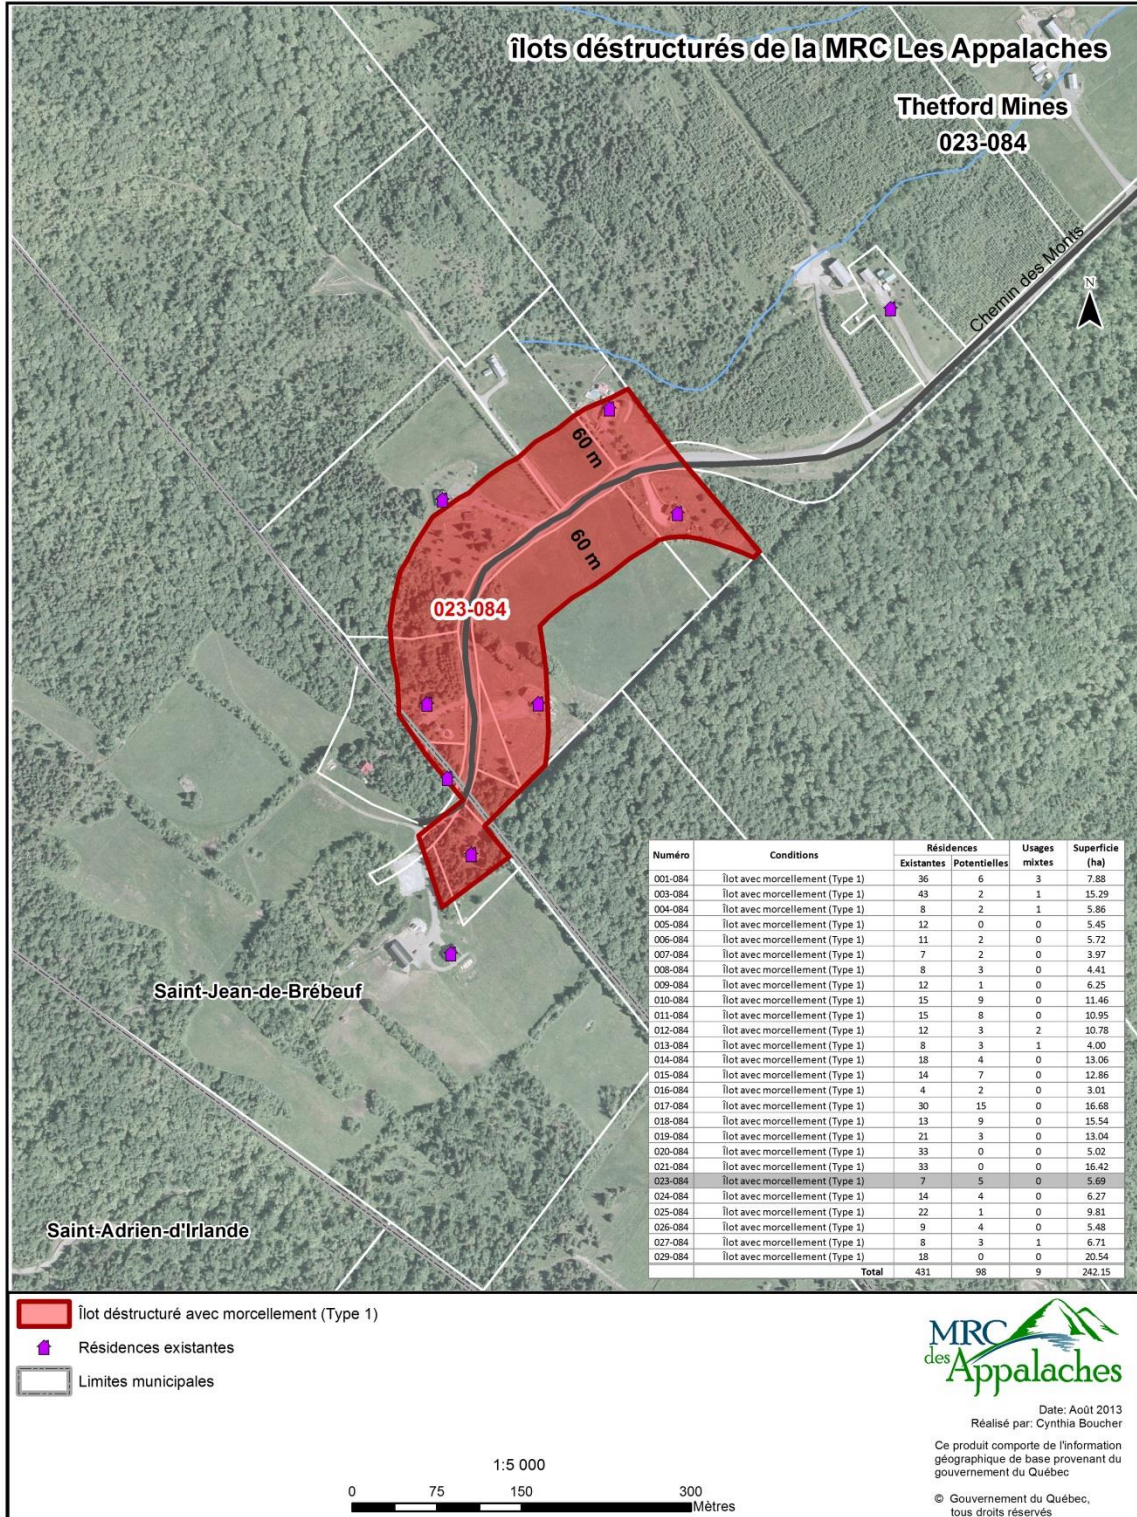 îlots déstructurés de la MRC Les Appalaches
Thetford Mines
023-084
Chemin des Monts
N
60 m
60 m
023-084
Saint-Jean-de-Brébeuf
Saint-Adrien-d'Irlande
Numéro Conditions Résidences Usages mixtes Superficie (ha)
Existantes Potentielles
001-084 Îlot avec morcellement (Type 1) 36 6 3 7.88
003-084 Îlot avec morcellement (Type 1) 43 2 1 15.29
004-084 Îlot avec morcellement (Type 1) 8 2 1 5.86
005-084 Îlot avec morcellement (Type 1) 12 0 0 5.45
006-084 Îlot avec morcellement (Type 1) 11 2 0 5.72
007-084 Îlot avec morcellement (Type 1) 7 2 0 3.97
008-084 Îlot avec morcellement (Type 1) 8 3 0 4.41
009-084 Îlot avec morcellement (Type 1) 12 1 0 6.25
010-084 Îlot avec morcellement (Type 1) 15 9 0 11.46
011-084 Îlot avec morcellement (Type 1) 15 8 0 10.95
012-084 Îlot avec morcellement (Type 1) 12 3 2 10.78
013-084 Îlot avec morcellement (Type 1) 8 3 1 4.00
014-084 Îlot avec morcellement (Type 1) 18 4 0 13.06
015-084 Îlot avec morcellement (Type 1) 14 7 0 12.86
016-084 Îlot avec morcellement (Type 1) 4 2 0 3.01
017-084 Îlot avec morcellement (Type 1) 30 15 0 16.68
018-084 Îlot avec morcellement (Type 1) 13 9 0 15.54
019-084 Îlot avec morcellement (Type 1) 21 3 0 13.04
020-084 Îlot avec morcellement (Type 1) 33 0 0 5.02
021-084 Îlot avec morcellement (Type 1) 33 0 0 16.42
023-084 Îlot avec morcellement (Type 1) 7 5 0 5.69
024-084 Îlot avec morcellement (Type 1) 14 4 0 6.27
025-084 Îlot avec morcellement (Type 1) 22 1 0 9.81
026-084 Îlot avec morcellement (Type 1) 9 4 0 5.48
027-084 Îlot avec morcellement (Type 1) 8 3 1 6.71
029-084 Îlot avec morcellement (Type 1) 18 0 0 20.54
Total 431 98 9 242.15
Îlot déstructuré avec morcellement (Type 1)
Résidences existantes
Limites municipales
1:5 000
0 75 150 300 Mètres
MRC
des Appalaches
Date: Août 2013
Réalisé par: Cynthia Boucher
Ce produit comporte de l'information
géographique de base provenant du
gouvernement du Québec
© Gouvernement du Québec,
tous droits réservés